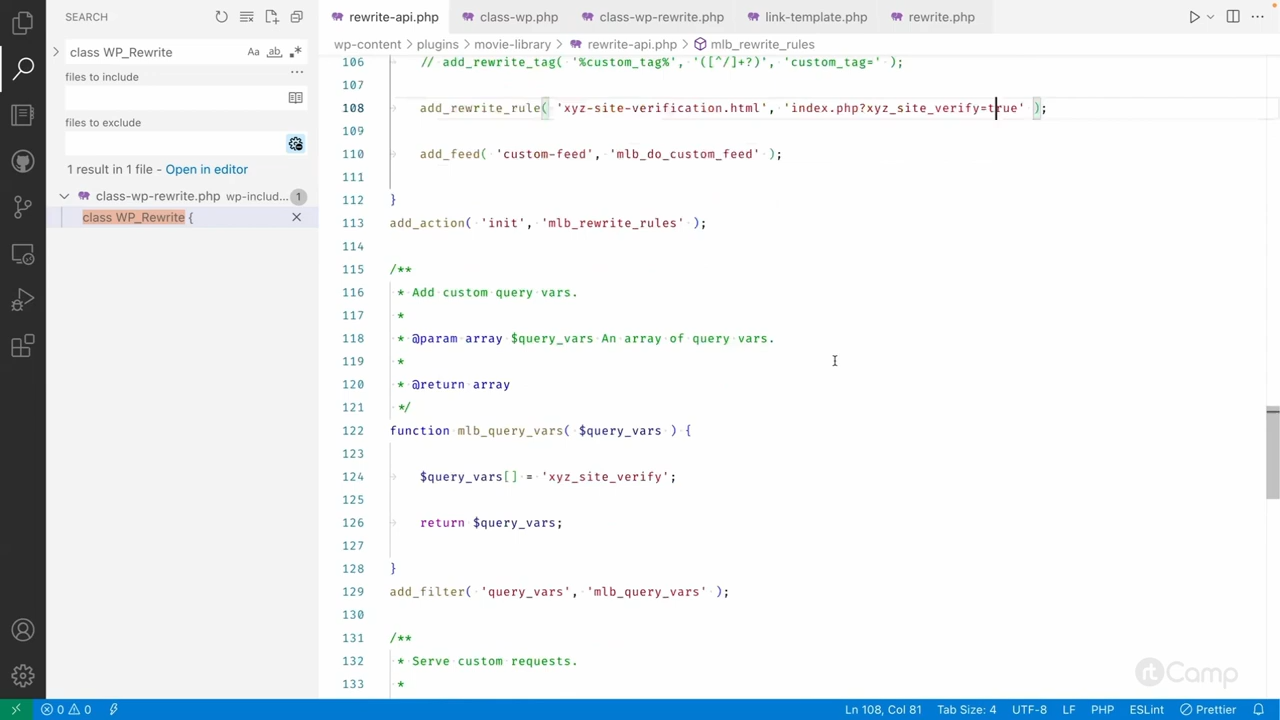 SEARCH
class WP_Rewrite
Aa ab .*
files to include
files to exclude
1 result in 1 file - Open in editor
class-wp-rewrite.php wp-includ... 1
class WP_Rewrite {
rewrite-api.php class-wp.php class-wp-rewrite.php link-template.php rewrite.php
wp-content > plugins > movie-library > rewrite-api.php > mlb_rewrite_rules
106 // add_rewrite_tag( '%custom_tag%', '([^/]+?)', 'custom_tag=' );
107
108 add_rewrite_rule( 'xyz-site-verification.html', 'index.php?xyz_site_verify=true' );
109
110 add_feed( 'custom-feed', 'mlb_do_custom_feed' );
111
112 }
113 add_action( 'init', 'mlb_rewrite_rules' );
114
115 /**
116 * Add custom query vars.
117 *
118 * @param array $query_vars An array of query vars.
119 *
120 * @return array
121 */
122 function mlb_query_vars( $query_vars ) {
123
124 $query_vars[] = 'xyz_site_verify';
125
126 return $query_vars;
127
128 }
129 add_filter( 'query_vars', 'mlb_query_vars' );
130
131 /**
132 * Serve custom requests.
133 *
rtCamp
0 0 Ln 108, Col 81 Tab Size: 4 UTF-8 LF PHP ESLint Prettier